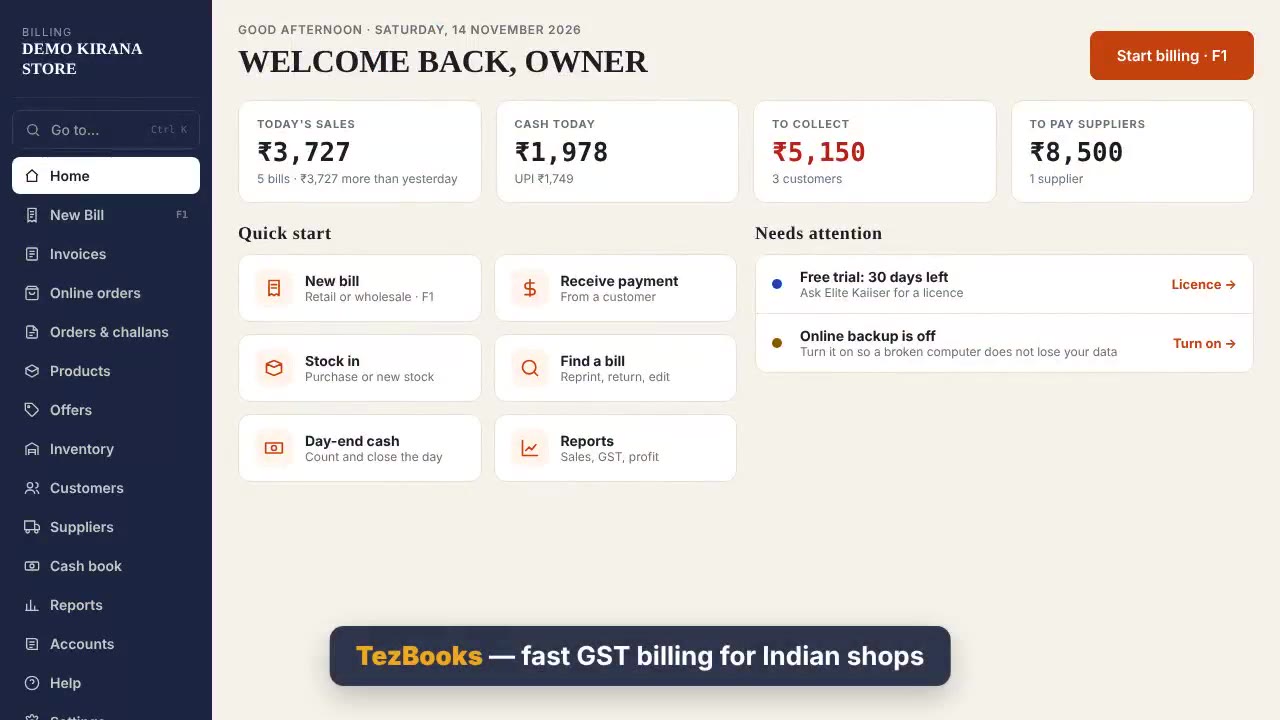 BILLING
DEMO KIRANA
STORE
Go to...
Ctrl K
Home
New Bill
F1
Invoices
Online orders
Orders & challans
Products
Offers
Inventory
Customers
Suppliers
Cash book
Reports
Accounts
Help
Settings
GOOD AFTERNOON · SATURDAY, 14 NOVEMBER 2026
WELCOME BACK, OWNER
Start billing · F1
TODAY'S SALES
₹3,727
5 bills · ₹3,727 more than yesterday
CASH TODAY
₹1,978
UPI ₹1,749
TO COLLECT
₹5,150
3 customers
TO PAY SUPPLIERS
₹8,500
1 supplier
Quick start
New bill
Retail or wholesale · F1
Receive payment
From a customer
Stock in
Purchase or new stock
Find a bill
Reprint, return, edit
Day-end cash
Count and close the day
Reports
Sales, GST, profit
Needs attention
Free trial: 30 days left
Ask Elite Kaiiser for a licence
Licence →
Online backup is off
Turn it on so a broken computer does not lose your data
Turn on →
TezBooks — fast GST billing for Indian shops